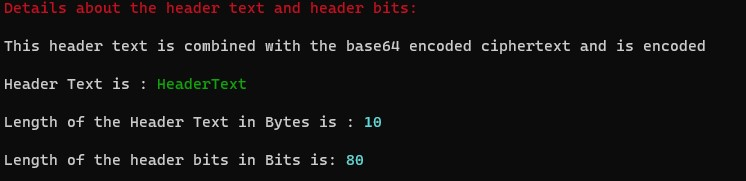 Details about the header text and header bits:
This header text is combined with the base64 encoded ciphertext and is encoded
Header Text is : HeaderText
Length of the Header Text in Bytes is : 10
Length of the header bits in Bits is: 80